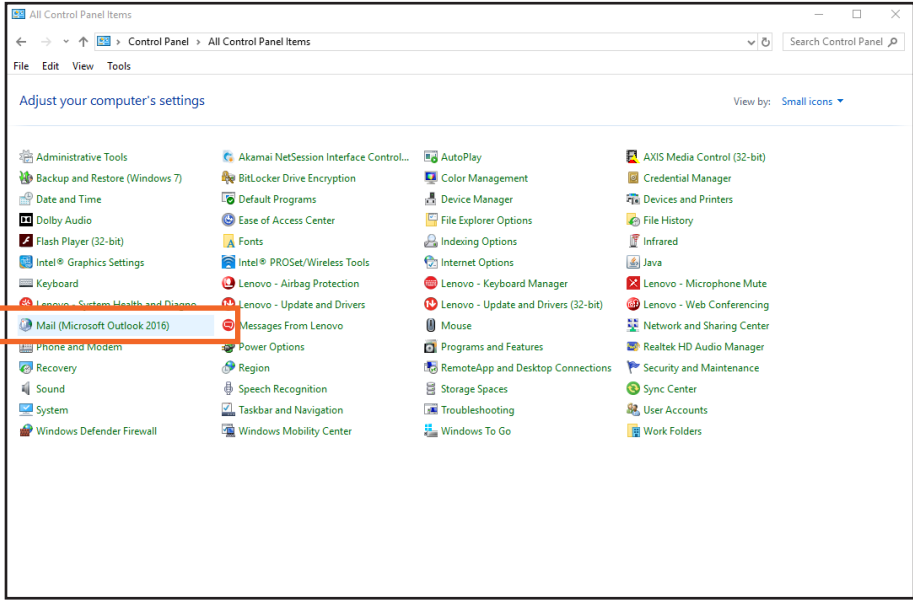 All Control Panel Items
Control Panel > All Control Panel Items
Search Control Panel
File Edit View Tools
Adjust your computer's settings
View by: Small icons
Administrative Tools Akamai NetSession Interface Control... AutoPlay AXIS Media Control (32-bit)
Backup and Restore (Windows 7) BitLocker Drive Encryption Color Management Credential Manager
Date and Time Default Programs Device Manager Devices and Printers
Dolby Audio Ease of Access Center File Explorer Options File History
Flash Player (32-bit) Fonts Indexing Options Infrared
Intel® Graphics Settings Intel® PROSet/Wireless Tools Internet Options Java
Keyboard Lenovo - Airbag Protection Lenovo - Keyboard Manager Lenovo - Microphone Mute
Lenovo - System Health and Diagno Lenovo - Update and Drivers Lenovo - Update and Drivers (32-bit) Lenovo - Web Conferencing
Mail (Microsoft Outlook 2016) Messages From Lenovo Mouse Network and Sharing Center
Phone and Modem Power Options Programs and Features Realtek HD Audio Manager
Recovery Region RemoteApp and Desktop Connections Security and Maintenance
Sound Speech Recognition Storage Spaces Sync Center
System Taskbar and Navigation Troubleshooting User Accounts
Windows Defender Firewall Windows Mobility Center Windows To Go Work Folders